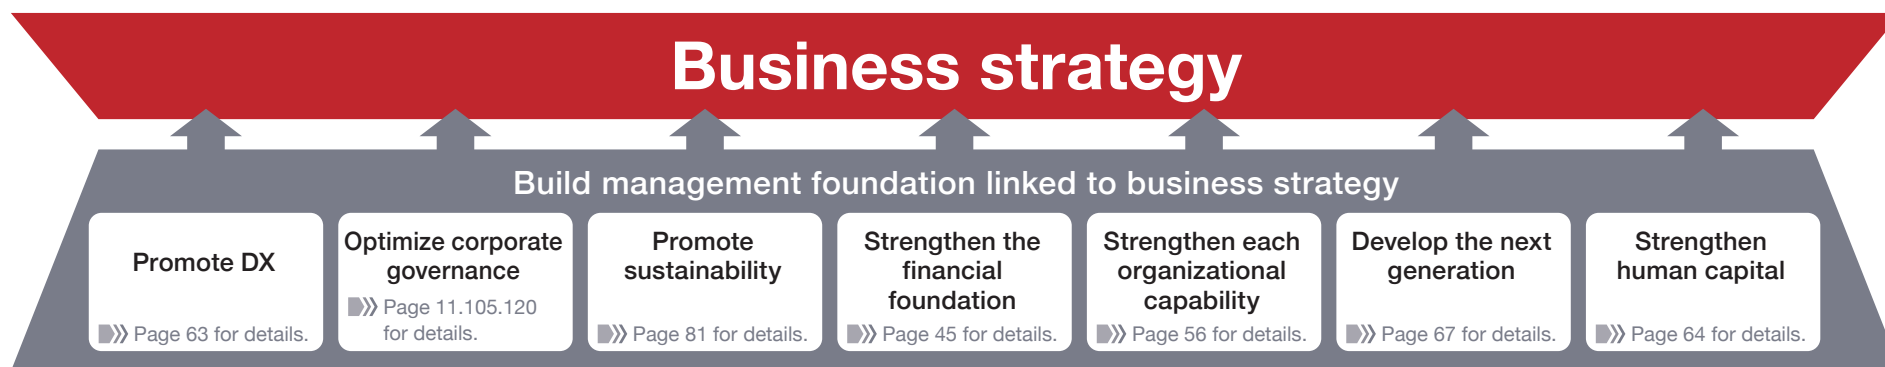 Business strategy
Build management foundation linked to business strategy
Promote DX
Page 63 for details.
Optimize corporate
governance
Page 11.105.120
for details.
Promote
sustainability
Page 81 for details.
Strengthen the
financial
foundation
Page 45 for details.
Strengthen each
organizational
capability
Page 56 for details.
Develop the next
generation
Page 67 for details.
Strengthen
human capital
Page 64 for details.